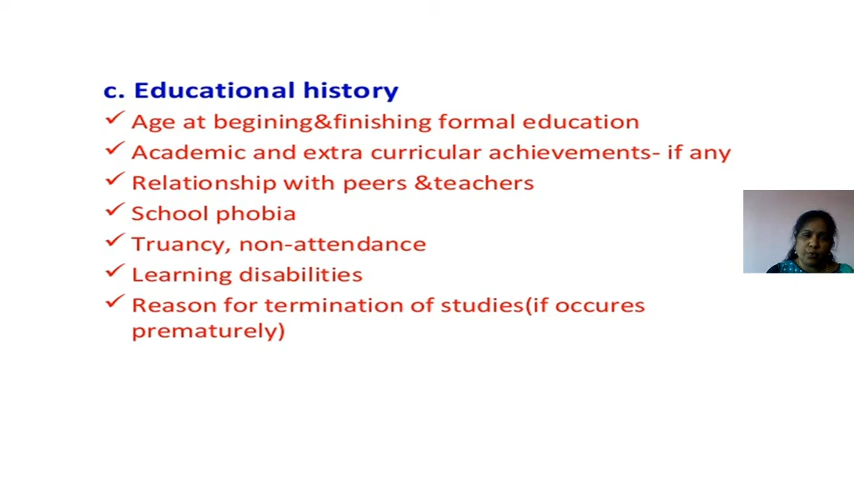 c. Educational history
✓ Age at begining&finishing formal education
✓ Academic and extra curricular achievements- if any
✓ Relationship with peers &teachers
✓ School phobia
✓ Truancy, non-attendance
✓ Learning disabilities
✓ Reason for termination of studies(if occures
prematurely)